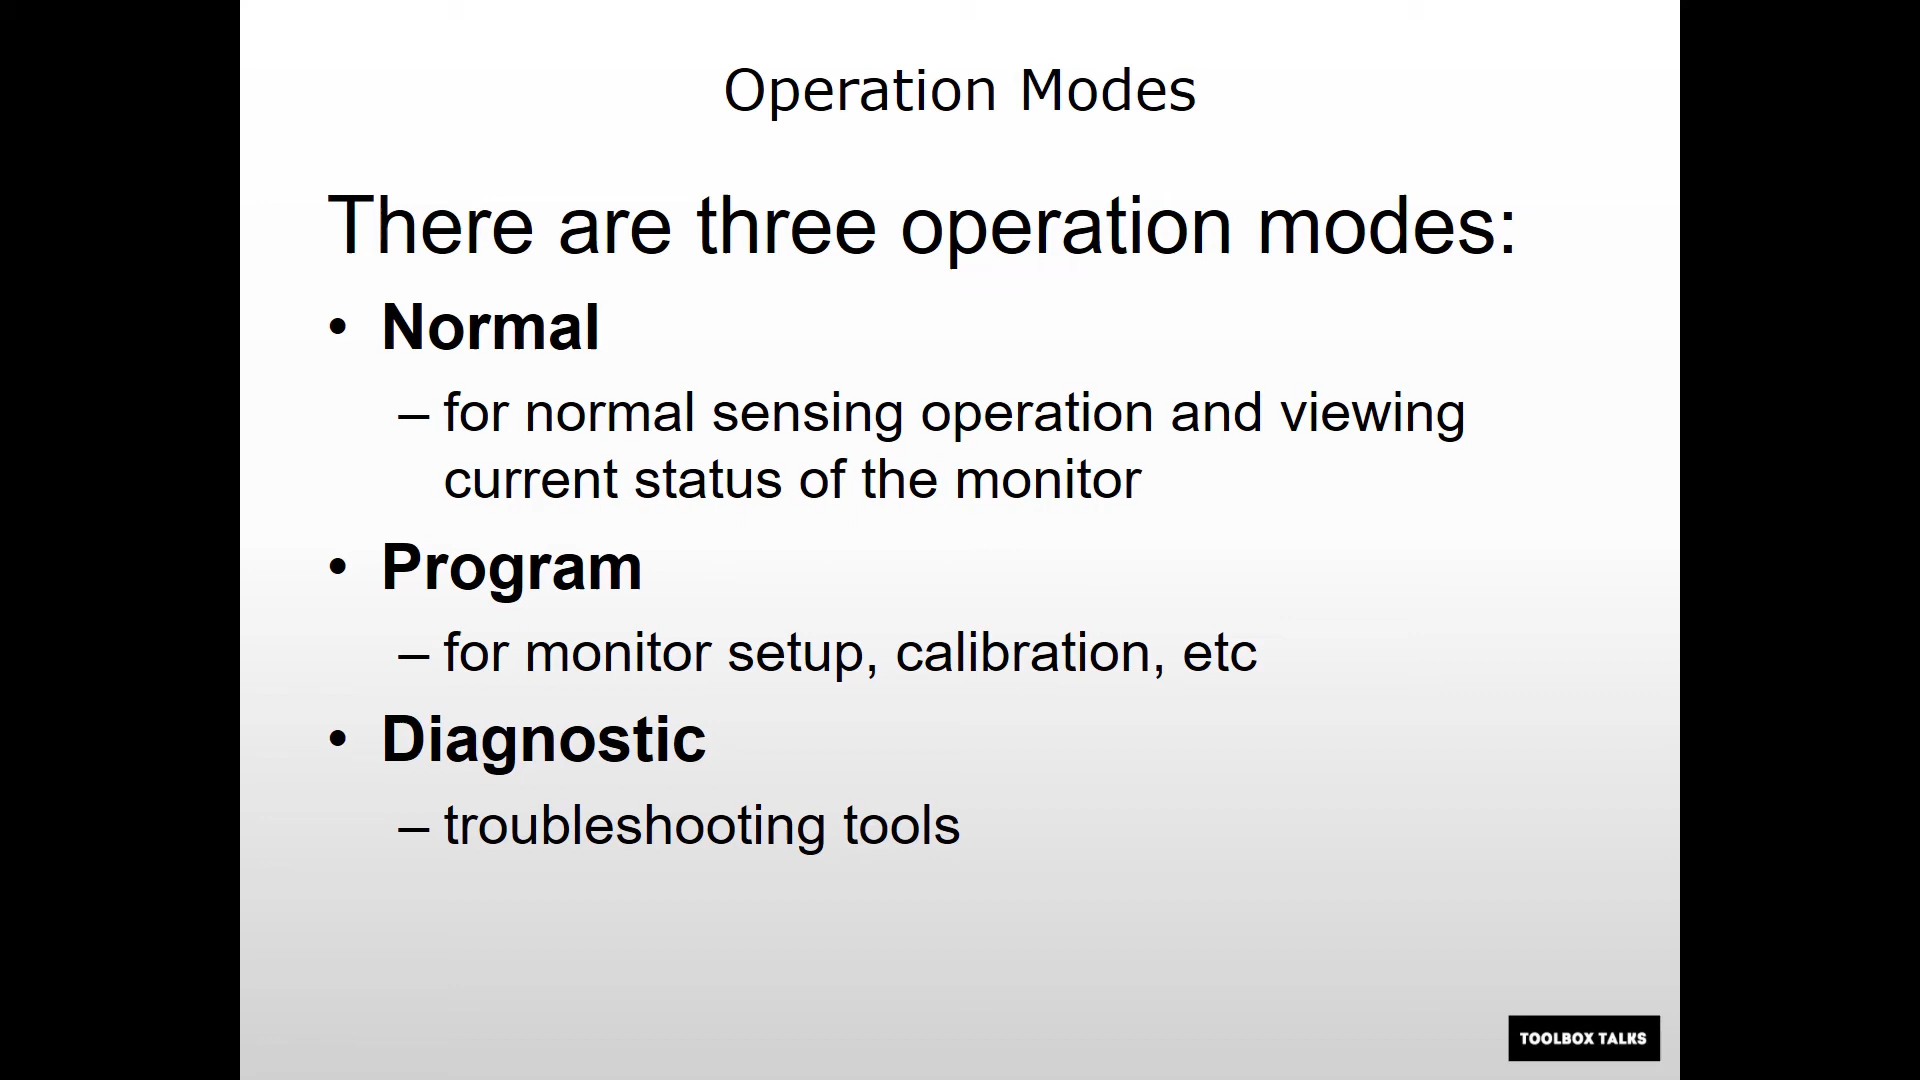 Operation Modes
There are three operation modes:
• Normal
– for normal sensing operation and viewing
current status of the monitor
• Program
– for monitor setup, calibration, etc
• Diagnostic
– troubleshooting tools
TOOLBOX TALKS